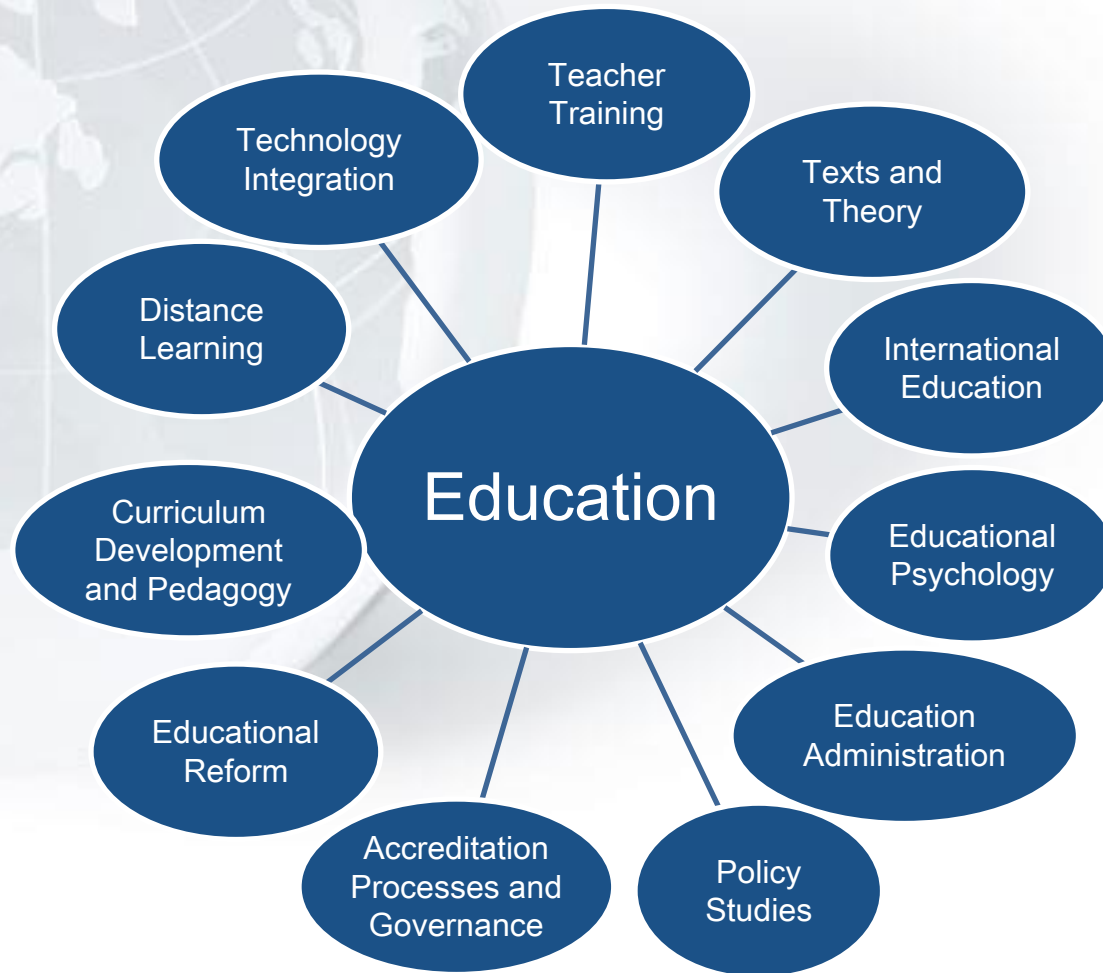 Teacher
Training
Technology
Integration
Texts and
Theory
Distance
Learning
International
Education
Education
Curriculum
Development
and Pedagogy
Educational
Psychology
Educational
Reform
Education
Administration
Accreditation
Processes and
Governance
Policy
Studies